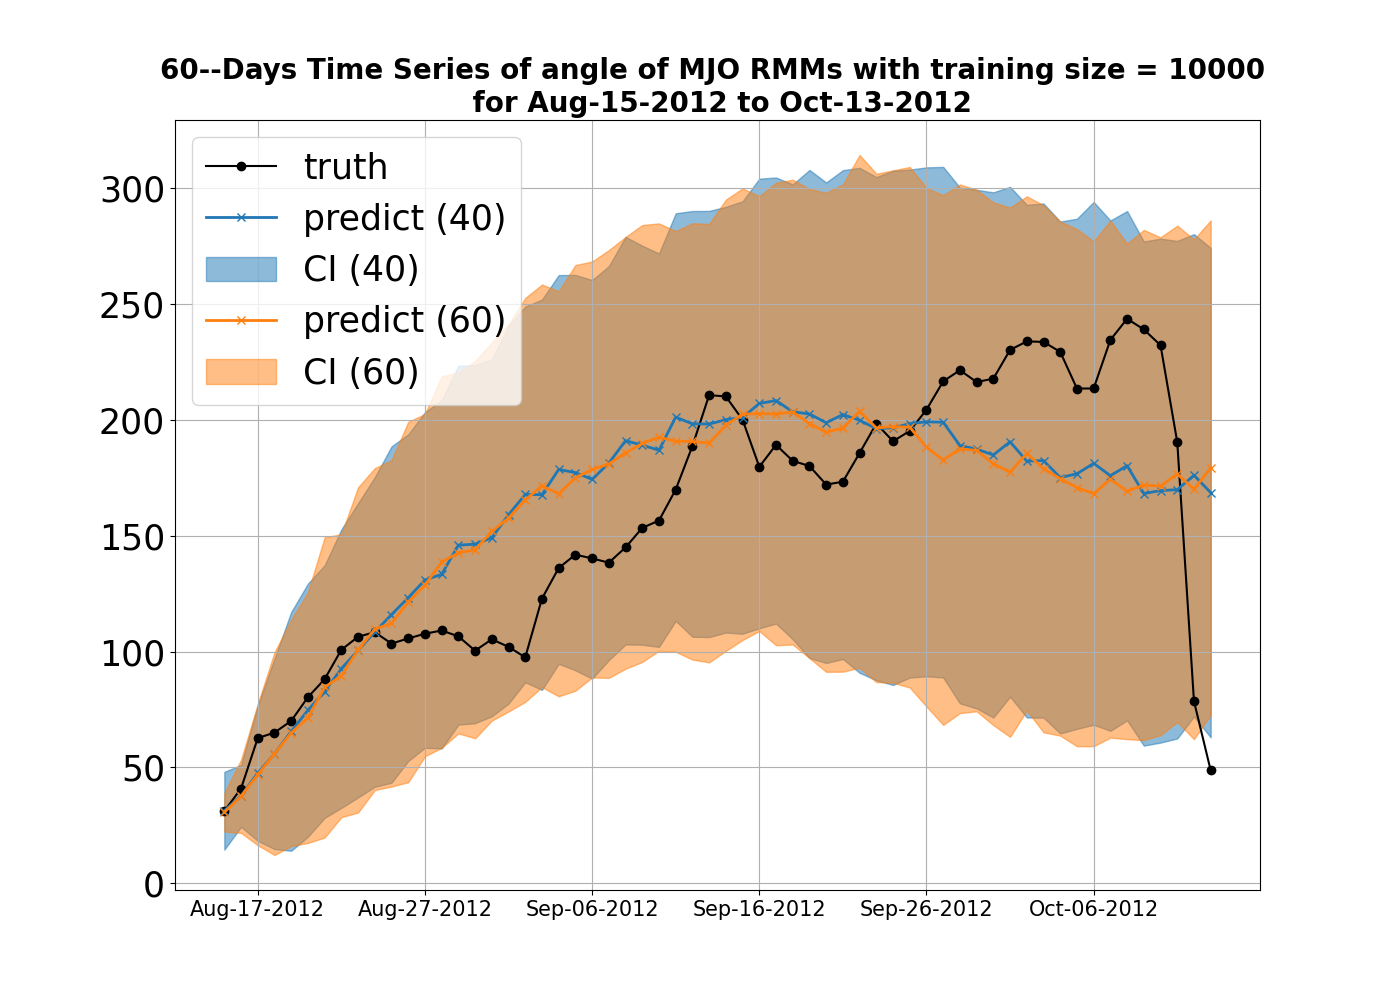 60--Days Time Series of angle of MJO RMMs with training size = 10000
for Aug-15-2012 to Oct-13-2012
truth
predict (40)
CI (40)
predict (60)
CI (60)
300
250
200
150
100
50
0
Aug-17-2012 Aug-27-2012 Sep-06-2012 Sep-16-2012 Sep-26-2012 Oct-06-2012